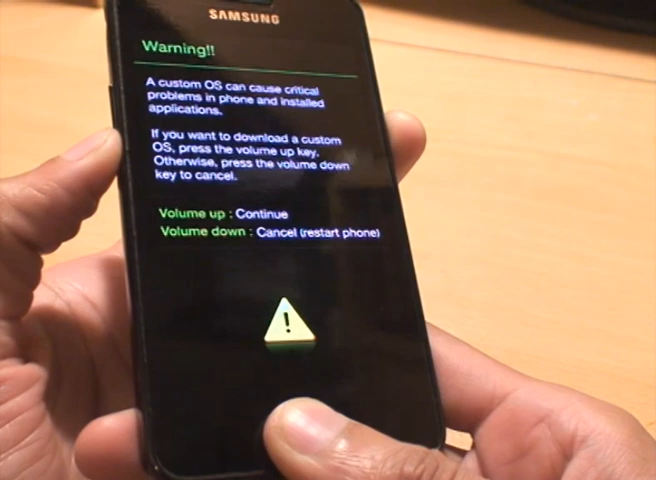 SAMSUNG
Warning!!
A custom OS can cause critical
problems in phone and installed
applications.
If you want to download a custom
OS, press the volume up key.
Otherwise, press the volume down
key to cancel.
Volume up : Continue
Volume down : Cancel (restart phone)
!